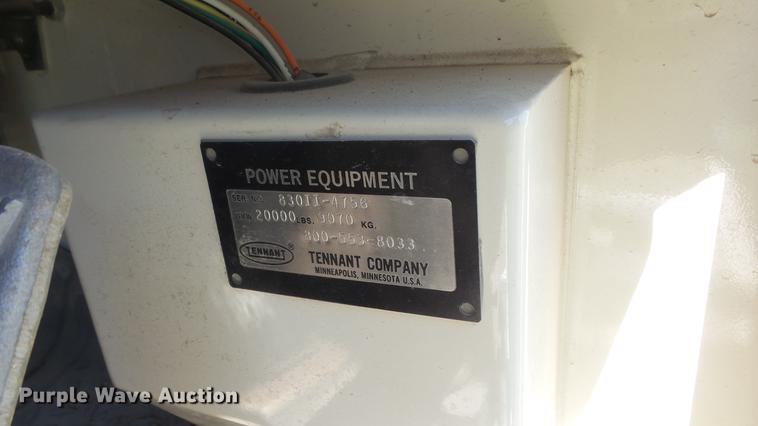 POWER EQUIPMENT
SER. NO. 83011-4756
GVW 20000 LBS. 9070 KG.
800-553-8033
TENNANT ®
TENNANT COMPANY
MINNEAPOLIS, MINNESOTA U.S.A.
Purple Wave Auction